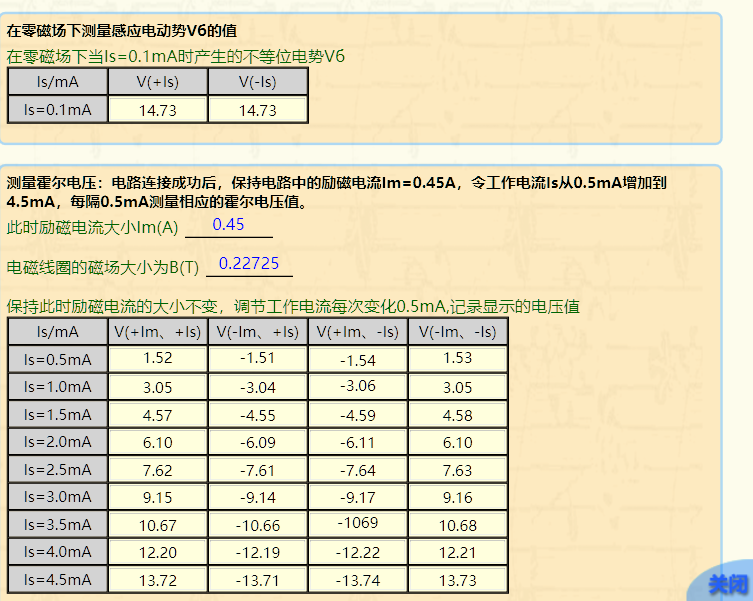 在零磁场下测量感应电动势V6的值
在零磁场下当Is=0.1mA时产生的不等位电势V6
Is/mA V(+Is) V(-Is)
Is=0.1mA 14.73 14.73
测量霍尔电压：电路连接成功后，保持电路中的励磁电流Im=0.45A，令工作电流Is从0.5mA增加到
4.5mA，每隔0.5mA测量相应的霍尔电压值。
此时励磁电流大小Im(A) 0.45
电磁线圈的磁场大小为B(T) 0.22725
保持此时励磁电流的大小不变，调节工作电流每次变化0.5mA,记录显示的电压值
Is/mA V(+Im、+Is) V(-Im、+Is) V(+Im、-Is) V(-Im、-Is)
Is=0.5mA 1.52 -1.51 -1.54 1.53
Is=1.0mA 3.05 -3.04 -3.06 3.05
Is=1.5mA 4.57 -4.55 -4.59 4.58
Is=2.0mA 6.10 -6.09 -6.11 6.10
Is=2.5mA 7.62 -7.61 -7.64 7.63
Is=3.0mA 9.15 -9.14 -9.17 9.16
Is=3.5mA 10.67 -10.66 -1069 10.68
Is=4.0mA 12.20 -12.19 -12.22 12.21
Is=4.5mA 13.72 -13.71 -13.74 13.73
关闭